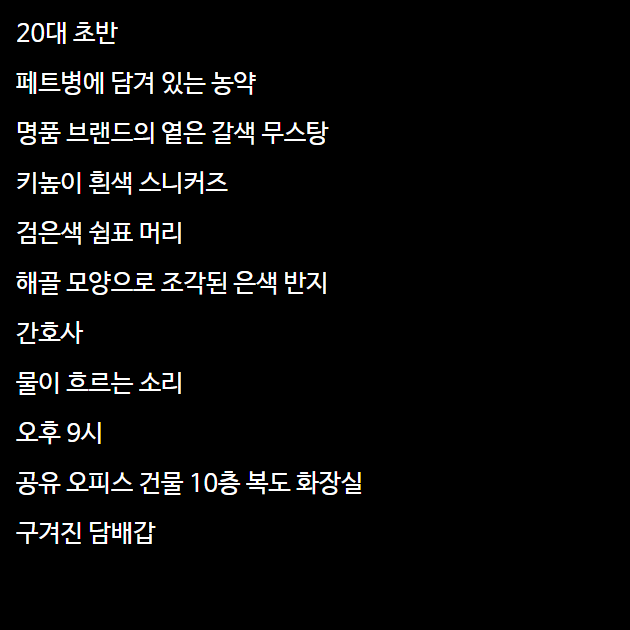 20대 초반
페트병에 담겨 있는 농약
명품 브랜드의 옅은 갈색 무스탕
키높이 흰색 스니커즈
검은색 쉼표 머리
해골 모양으로 조각된 은색 반지
간호사
물이 흐르는 소리
오후 9시
공유 오피스 건물 10층 복도 화장실
구겨진 담배갑